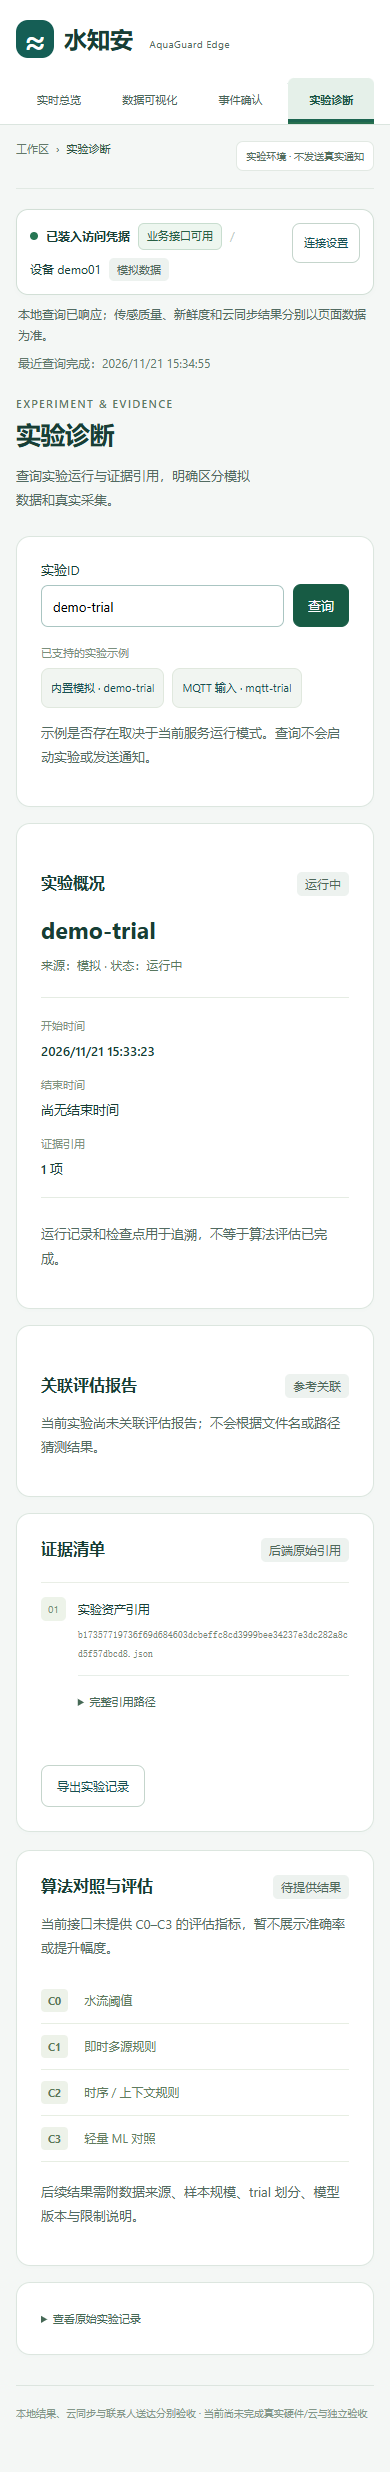 水知安 AquaGuard Edge
实时总览 数据可视化 事件确认 实验诊断
工作区 › 实验诊断 实验环境 · 不发送真实通知
已装入访问凭据 业务接口可用 / 连接设置
设备 demo01 模拟数据
本地查询已响应；传感质量、新鲜度和云同步结果分别以页面数据
为准。
最近查询完成：2026/11/21 15:34:55
EXPERIMENT & EVIDENCE
实验诊断
查询实验运行与证据引用，明确区分模拟
数据和真实采集。
实验ID
demo-trial 查询
已支持的实验示例
内置模拟 · demo-trial MQTT 输入 · mqtt-trial
示例是否存在取决于当前服务运行模式。查询不会启
动实验或发送通知。
实验概况 运行中
demo-trial
来源：模拟 · 状态：运行中
开始时间
2026/11/21 15:33:23
结束时间
尚无结束时间
证据引用
1 项
运行记录和检查点用于追溯，不等于算法评估已完
成。
关联评估报告 参考关联
当前实验尚未关联评估报告；不会根据文件名或路径
猜测结果。
证据清单 后端原始引用
01 实验资产引用
b17357719736f69d684603dcbeffc8cd3999bee34237e3dc282a8c
d5f57dbcd8.json
▶ 完整引用路径
导出实验记录
算法对照与评估 待提供结果
当前接口未提供 C0–C3 的评估指标，暂不展示准确率
或提升幅度。
C0 水流阈值
C1 即时多源规则
C2 时序 / 上下文规则
C3 轻量 ML 对照
后续结果需附数据来源、样本规模、trial 划分、模型
版本与限制说明。
▶ 查看原始实验记录
本地结果、云同步与联系人送达分别验收 · 当前尚未完成真实硬件/云与独立验收